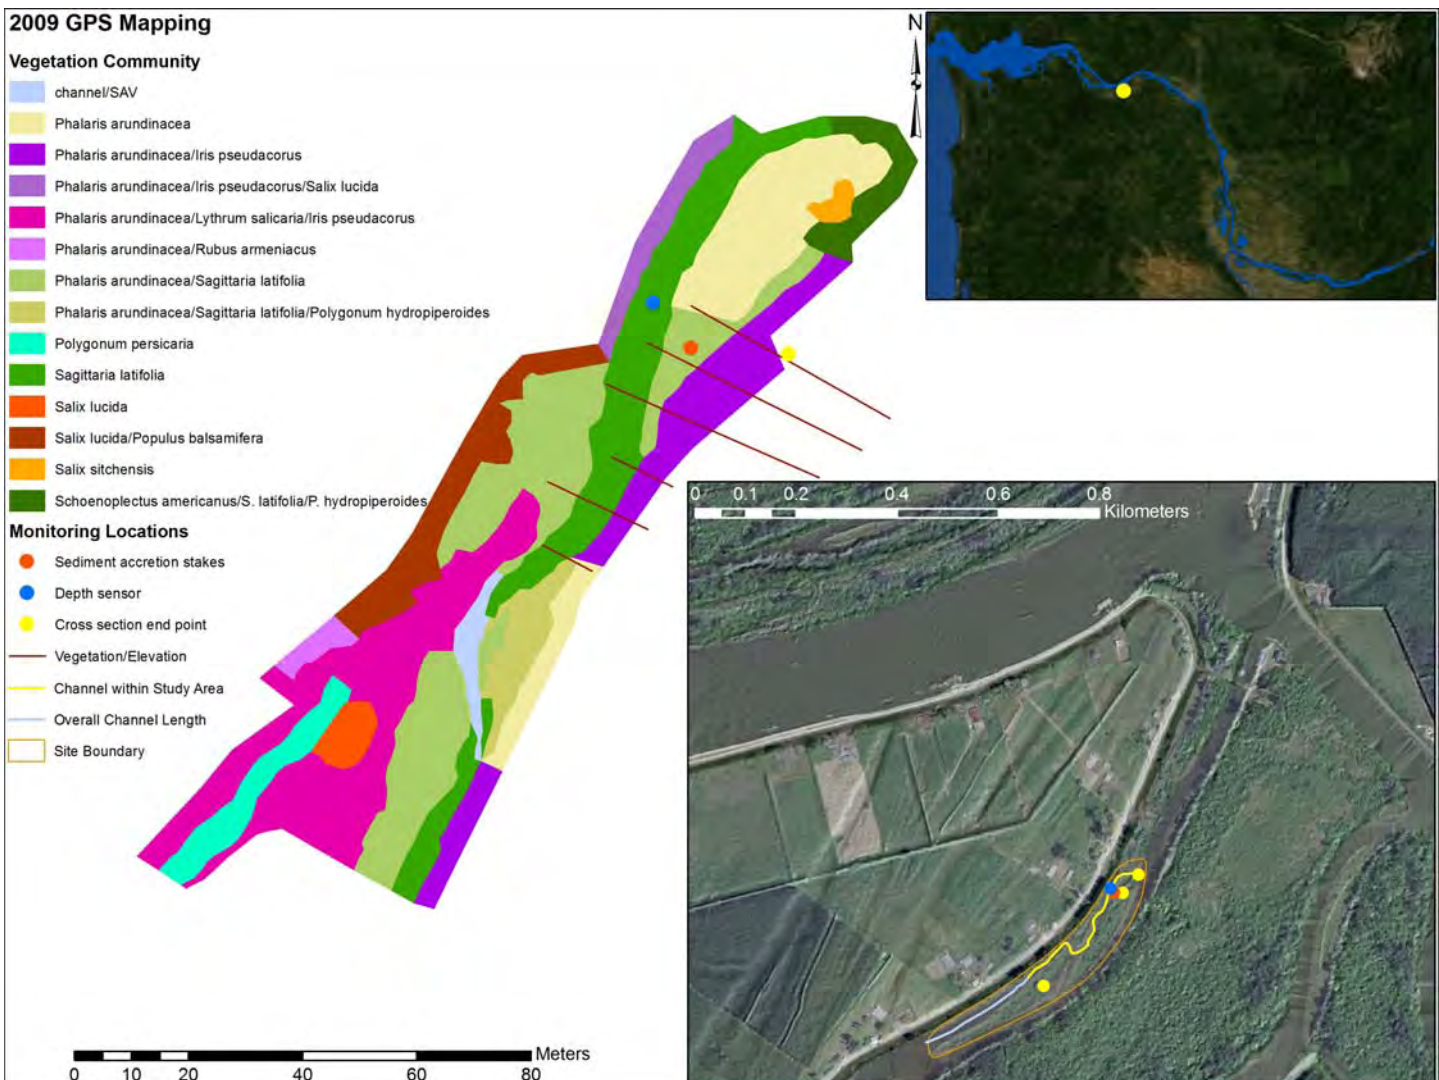 2009 GPS Mapping
Vegetation Community
channel/SAV
Phalaris arundinacea
Phalaris arundinacea/Iris pseudacorus
Phalaris arundinacea/Iris pseudacorus/Salix lucida
Phalaris arundinacea/Lythrum salicaria/Iris pseudacorus
Phalaris arundinacea/Rubus armeniacus
Phalaris arundinacea/Sagittaria latifolia
Phalaris arundinacea/Sagittaria latifolia/Polygonum hydropiperoides
Polygonum persicaria
Sagittaria latifolia
Salix lucida
Salix lucida/Populus balsamifera
Salix sitchensis
Schoenoplectus americanus/S. latifolia/P. hydropiperoides
Monitoring Locations
Sediment accretion stakes
Depth sensor
Cross section end point
Vegetation/Elevation
Channel within Study Area
Overall Channel Length
Site Boundary
N
0 0.1 0.2 0.4 0.6 0.8
Kilometers
Meters
0 10 20 40 60 80